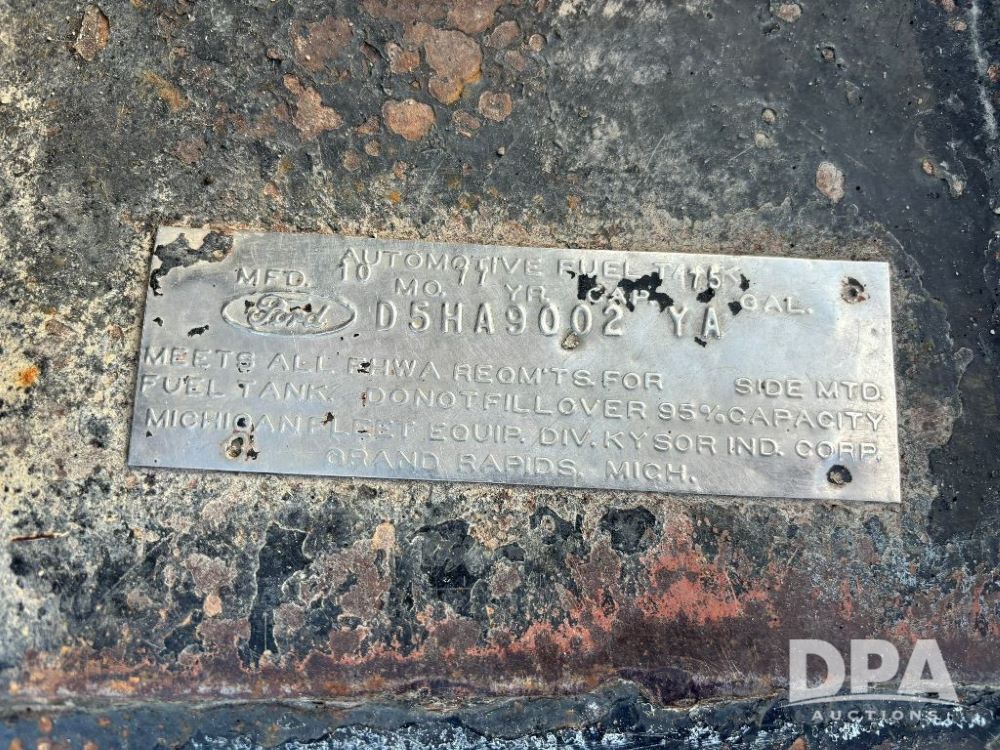 AUTOMOTIVE FUEL TANK
MFD. 10 MO. YR. CAP. 175 GAL.
Ford D5HA9002 YA
MEETS ALL FHWA REQM'TS. FOR SIDE MTD.
FUEL TANK. DO NOT FILL OVER 95% CAPACITY
MICHIGAN FLEET EQUIP. DIV. KYSOR IND. CORP.
GRAND RAPIDS, MICH.
DPA
AUCTIONS